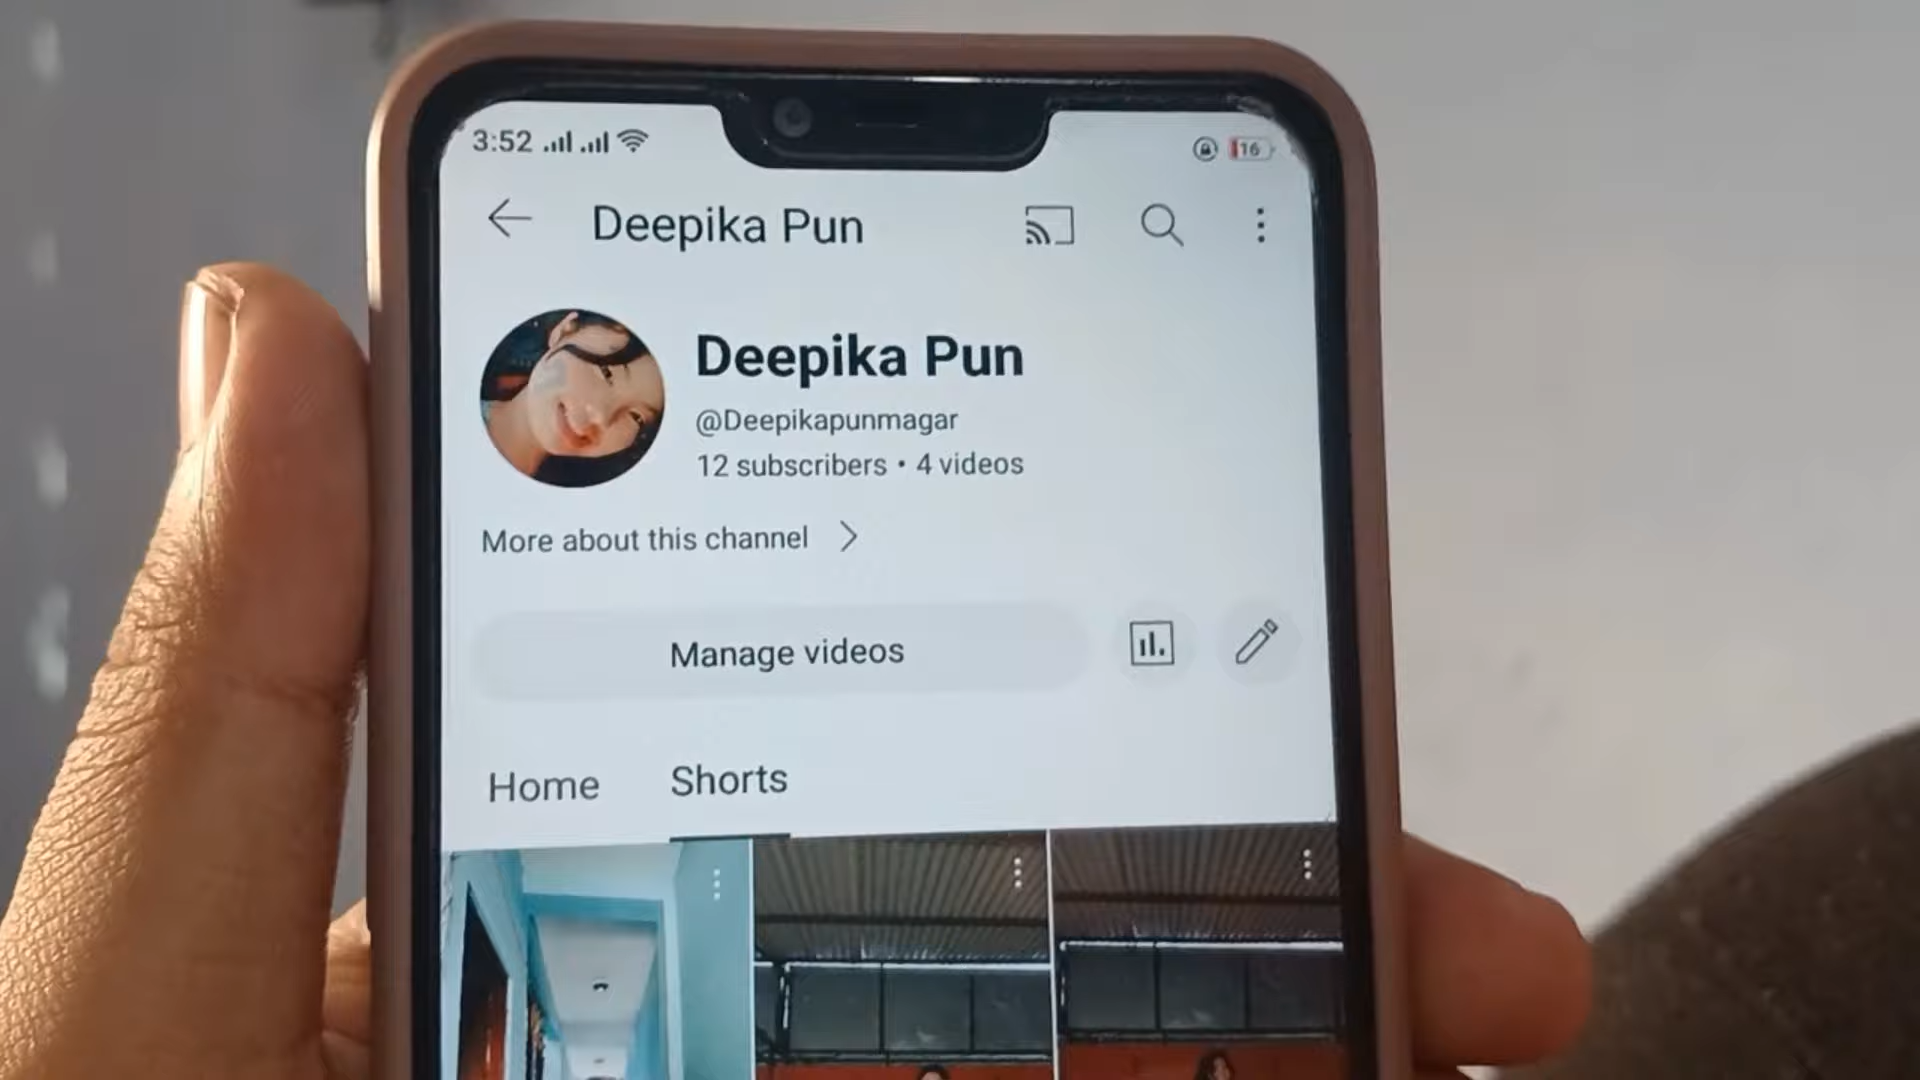 3:52
16
Deepika Pun
Deepika Pun
@Deepikapunmagar
12 subscribers • 4 videos
More about this channel
Manage videos
Home Shorts